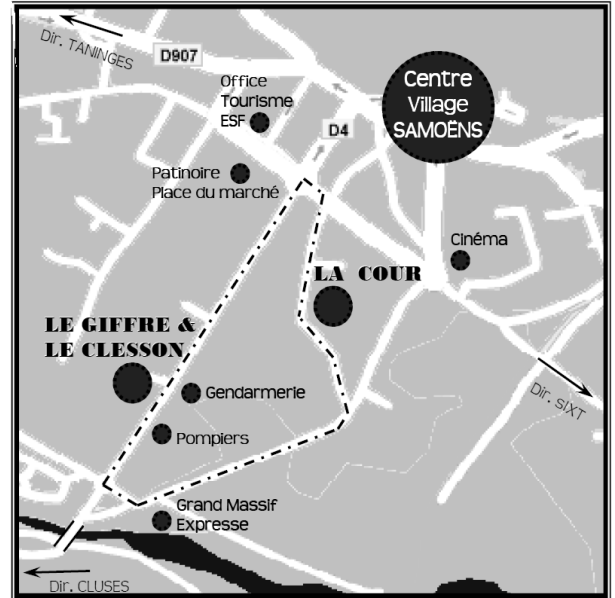 Dir. TANINGES
D907
Office
Tourisme
ESF
D4
Centre
Village
SAMOËNS
Patinoire
Place du marché
Cinéma
LA COUR
LE GIFFRE &
LE CLESSON
Gendarmerie
Dir. SIXT
Pompiers
Grand Massif
Expresse
Dir. CLUSES